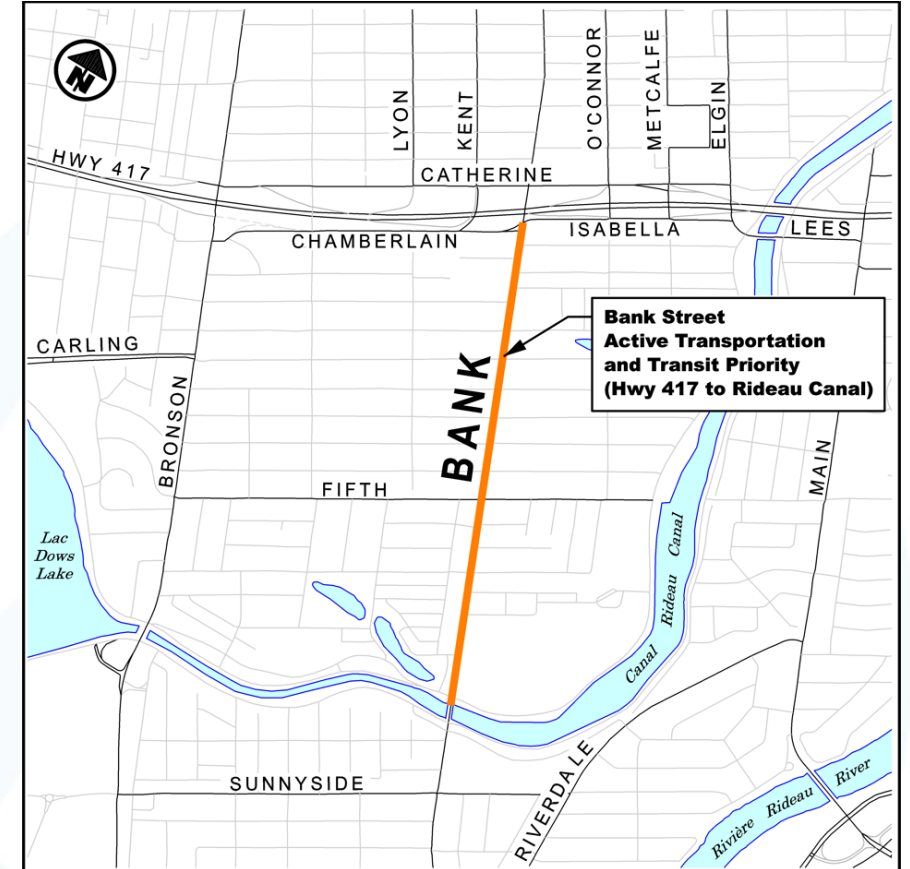 N
LYON
KENT
O'CONNOR
METCALFE
ELGIN
HWY 417
CATHERINE
CHAMBERLAIN
ISABELLA
LEES
Bank Street
Active Transportation
and Transit Priority
(Hwy 417 to Rideau Canal)
CARLING
BRONSON
BANK
MAIN
FIFTH
Lac
Dows
Lake
Canal Rideau Canal
SUNNYSIDE
RIVERDALE
Rivière Rideau River